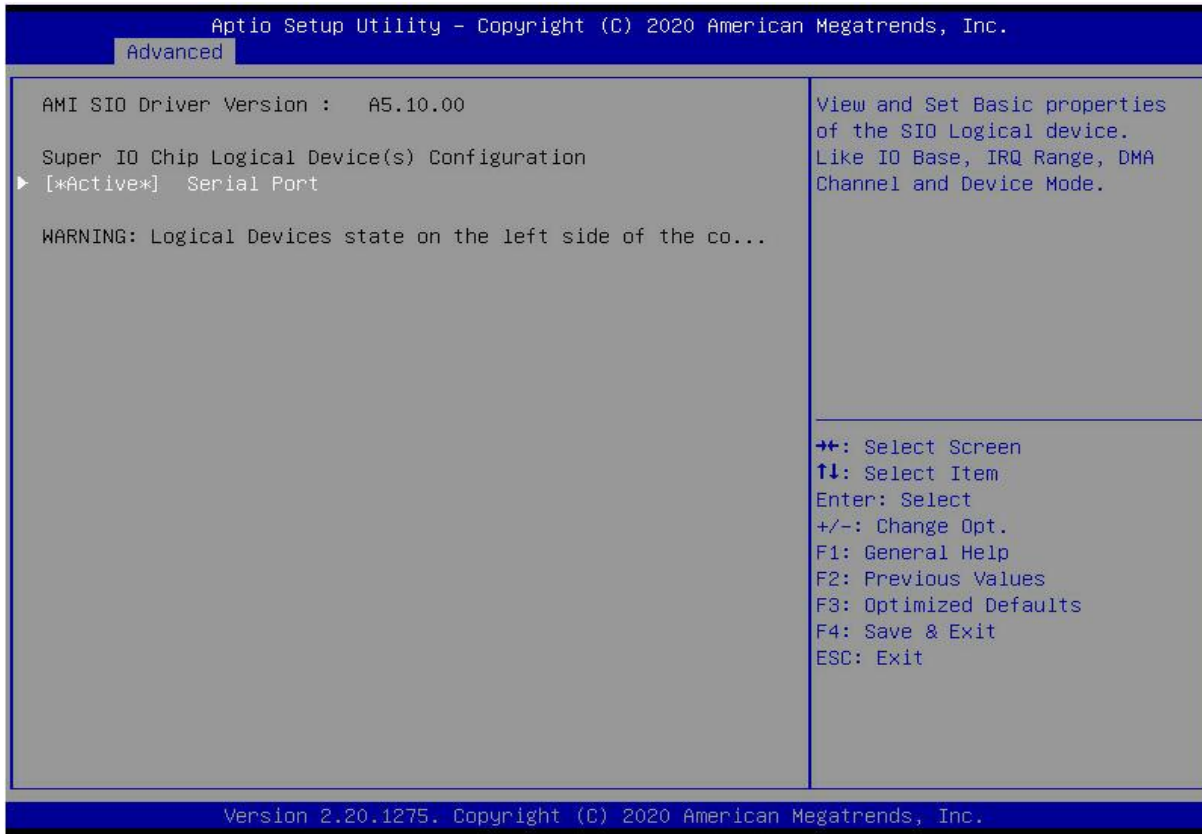 Aptio Setup Utility – Copyright (C) 2020 American Megatrends, Inc.
Advanced
AMI SIO Driver Version :   A5.10.00
Super IO Chip Logical Device(s) Configuration
▶ [*Active*]  Serial Port
WARNING: Logical Devices state on the left side of the co...
View and Set Basic properties
of the SIO Logical device.
Like IO Base, IRQ Range, DMA
Channel and Device Mode.
→←: Select Screen
↑↓: Select Item
Enter: Select
+/-: Change Opt.
F1: General Help
F2: Previous Values
F3: Optimized Defaults
F4: Save & Exit
ESC: Exit
Version 2.20.1275. Copyright (C) 2020 American Megatrends, Inc.